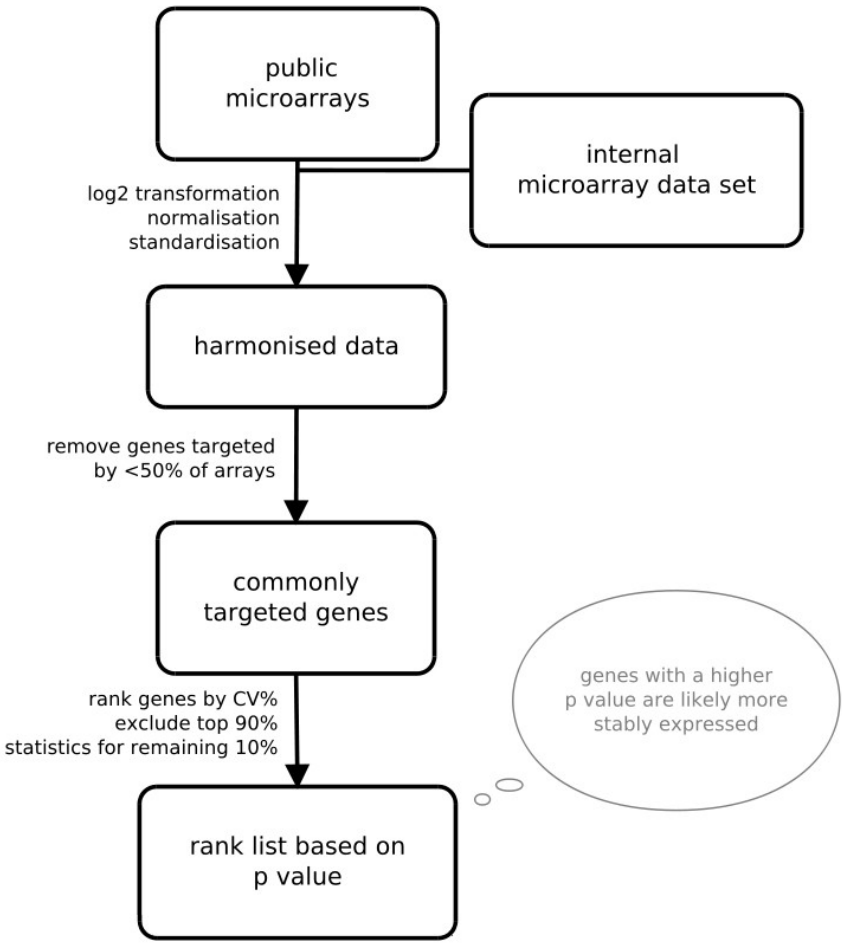 public
microarrays
internal
microarray data set
log2 transformation
normalisation
standardisation
harmonised data
remove genes targeted
by <50% of arrays
commonly
targeted genes
genes with a higher
p value are likely more
stably expressed
rank genes by CV%
exclude top 90%
statistics for remaining 10%
rank list based on
p value